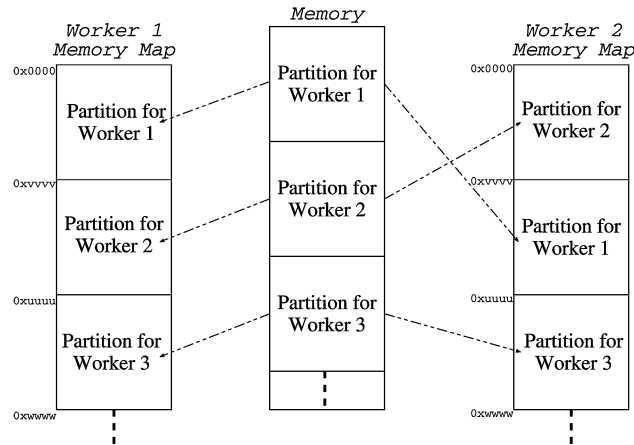 Worker 1
Memory Map
0x0000
Partition for
Worker 1
0xvvvv
Partition for
Worker 2
0xuuuu
Partition for
Worker 3
0xwwww
Memory
Partition for
Worker 1
Partition for
Worker 2
Partition for
Worker 3
Worker 2
Memory Map
0x0000
Partition for
Worker 2
0xvvvv
Partition for
Worker 1
0xuuuu
Partition for
Worker 3
0xwwww